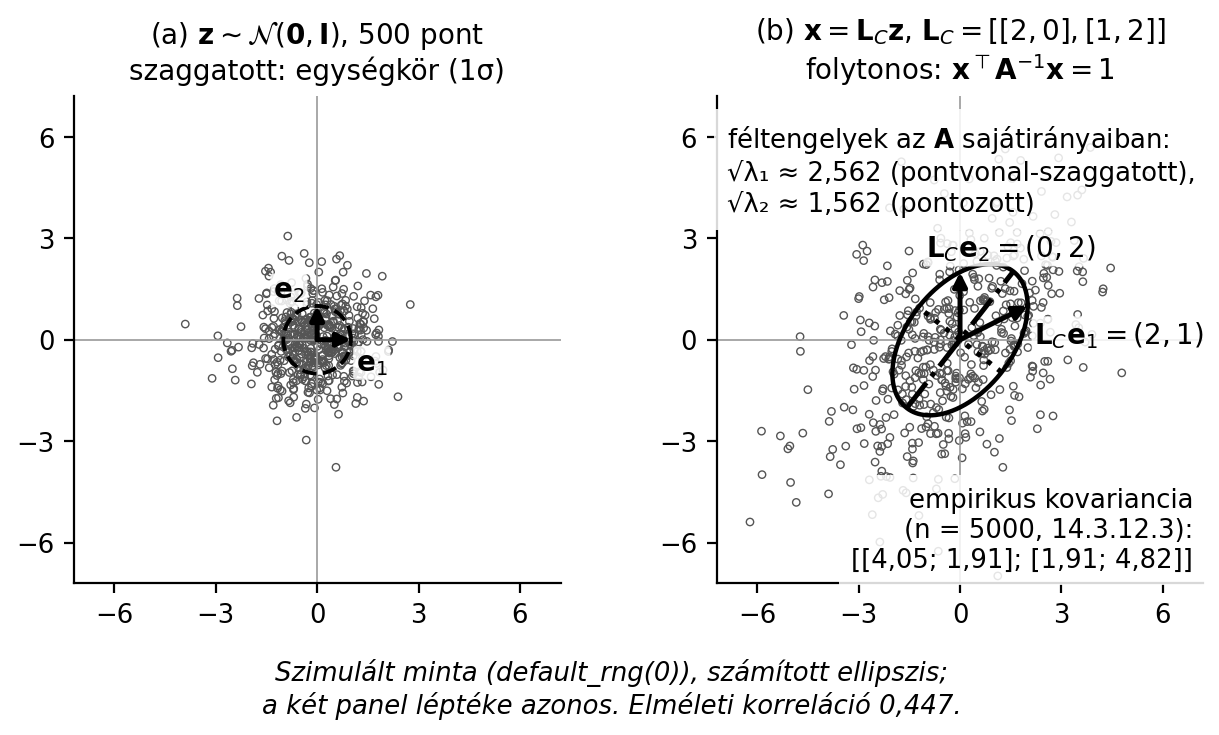 (a) z ∼ 𝒩(0, I), 500 pont
szaggatott: egységkör (1σ)
6
3
0
−3
−6
e₂
e₁
−6 −3 0 3 6
(b) x = L_C z, L_C = [[2, 0], [1, 2]]
folytonos: x⊤A⁻¹x = 1
6
3
0
−3
−6
féltengelyek az A sajátirányaiban:
√λ₁ ≈ 2,562 (pontvonal-szaggatott),
√λ₂ ≈ 1,562 (pontozott)
L_C e₂ = (0, 2)
L_C e₁ = (2, 1)
empirikus kovariancia
(n = 5000, 14.3.12.3):
[[4,05; 1,91]; [1,91; 4,82]]
−6 −3 0 3 6
Szimulált minta (default_rng(0)), számított ellipszis;
a két panel léptéke azonos. Elméleti korreláció 0,447.